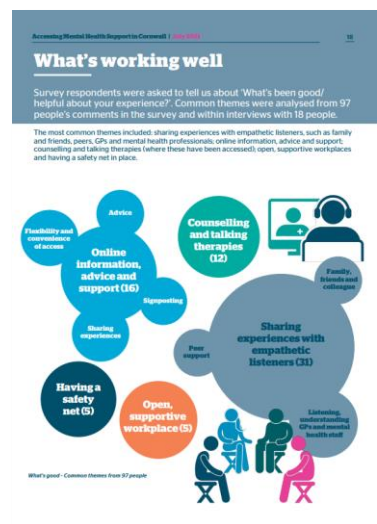 Accessing Mental Health Support in Cornwall |
18
What's working well
Survey respondents were asked to tell us about 'What's been good/
helpful about your experience?'. Common themes were analysed from 97
people's comments in the survey and within interviews with 18 people.
The most common themes included: sharing experiences with empathetic listeners, such as family
and friends, peers, GPs and mental health professionals; online information, advice and support;
counselling and talking therapies (where these have been accessed); open, supportive workplaces
and having a safety net in place.
Advice
Flexibility and
convenience
of access
Online
information,
advice and
support (16)
Signposting
Sharing
experiences
Counselling
and talking
therapies
(12)
Family,
friends and
colleagues
Sharing
experiences with
empathetic
listeners (31)
Peer
support
Having a
safety
net (5)
Open,
supportive
workplace (5)
Listening,
understanding
GPs and mental
health staff
What's good - Common themes from 97 people